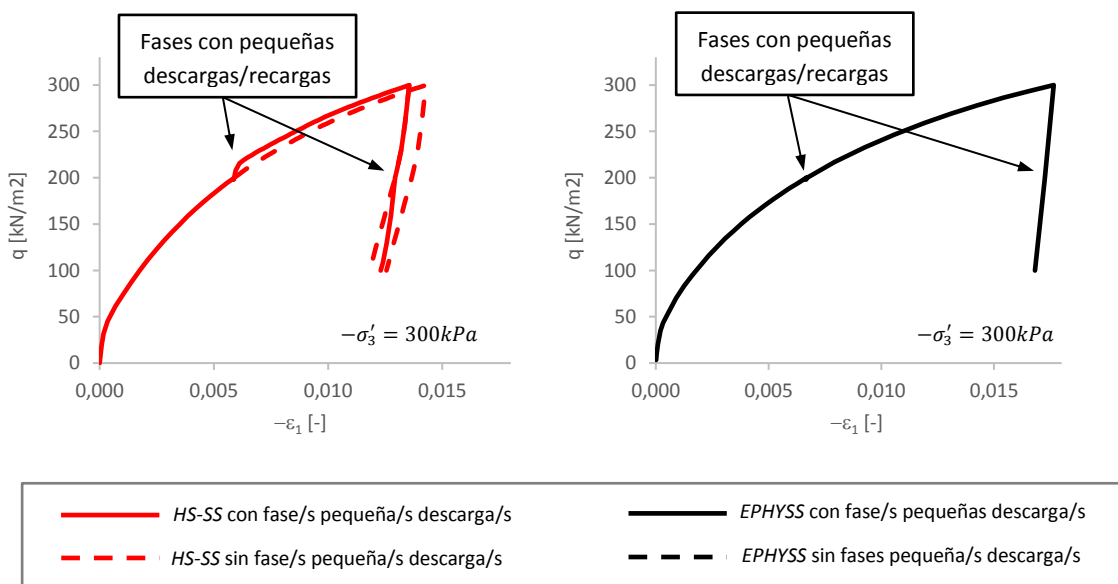 Fases con pequeñas
descargas/recargas
300
250
200
150
100
50
0
q [kN/m2]
−σ′3 = 300kPa
0,000
0,005
0,010
0,015
−ε1 [-]
Fases con pequeñas
descargas/recargas
300
250
200
150
100
50
0
q [kN/m2]
−σ′3 = 300kPa
0,000
0,005
0,010
0,015
−ε1 [-]
HS-SS con fase/s pequeña/s descarga/s
HS-SS sin fase/s pequeña/s descarga/s
EPHYSS con fase/s pequeñas descarga/s
EPHYSS sin fases pequeña/s descarga/s